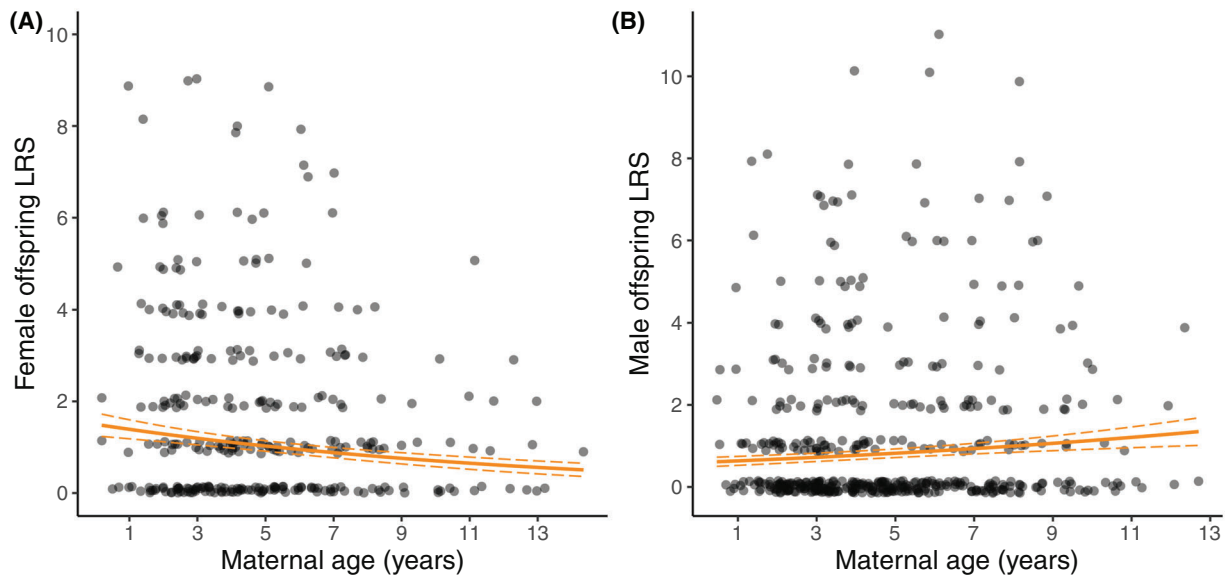 (A)
Female offspring LRS
10
8
6
4
2
0
1 3 5 7 9 11 13
Maternal age (years)
(B)
Male offspring LRS
10
8
6
4
2
0
1 3 5 7 9 11 13
Maternal age (years)